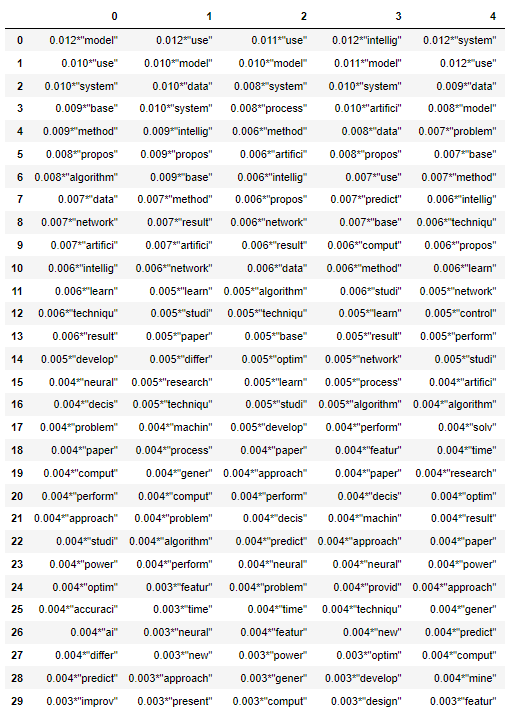 0 1 2 3 4
0 0.012*"model" 0.012*"use" 0.011*"use" 0.012*"intellig" 0.012*"system"
1 0.010*"use" 0.010*"model" 0.010*"model" 0.011*"model" 0.012*"use"
2 0.010*"system" 0.010*"data" 0.008*"system" 0.010*"system" 0.009*"data"
3 0.009*"base" 0.010*"system" 0.008*"process" 0.010*"artifici" 0.008*"model"
4 0.009*"method" 0.009*"intellig" 0.006*"method" 0.008*"data" 0.007*"problem"
5 0.008*"propos" 0.009*"propos" 0.006*"artifici" 0.008*"propos" 0.007*"base"
6 0.008*"algorithm" 0.009*"base" 0.006*"intellig" 0.007*"use" 0.007*"method"
7 0.007*"data" 0.007*"method" 0.006*"propos" 0.007*"predict" 0.006*"intellig"
8 0.007*"network" 0.007*"result" 0.006*"network" 0.007*"base" 0.006*"techniqu"
9 0.007*"artifici" 0.007*"artifici" 0.006*"result" 0.006*"comput" 0.006*"propos"
10 0.006*"intellig" 0.006*"network" 0.006*"data" 0.006*"method" 0.006*"learn"
11 0.006*"learn" 0.005*"learn" 0.005*"algorithm" 0.006*"studi" 0.005*"network"
12 0.006*"techniqu" 0.005*"studi" 0.005*"techniqu" 0.005*"learn" 0.005*"control"
13 0.006*"result" 0.005*"paper" 0.005*"base" 0.005*"result" 0.005*"perform"
14 0.005*"develop" 0.005*"differ" 0.005*"optim" 0.005*"network" 0.005*"studi"
15 0.004*"neural" 0.005*"research" 0.005*"learn" 0.005*"process" 0.004*"artifici"
16 0.004*"decis" 0.005*"techniqu" 0.005*"studi" 0.005*"algorithm" 0.004*"algorithm"
17 0.004*"problem" 0.004*"machin" 0.005*"develop" 0.004*"perform" 0.004*"solv"
18 0.004*"paper" 0.004*"process" 0.004*"paper" 0.004*"featur" 0.004*"time"
19 0.004*"comput" 0.004*"gener" 0.004*"approach" 0.004*"paper" 0.004*"research"
20 0.004*"perform" 0.004*"comput" 0.004*"perform" 0.004*"decis" 0.004*"optim"
21 0.004*"approach" 0.004*"problem" 0.004*"decis" 0.004*"machin" 0.004*"result"
22 0.004*"studi" 0.004*"algorithm" 0.004*"predict" 0.004*"approach" 0.004*"paper"
23 0.004*"power" 0.004*"perform" 0.004*"neural" 0.004*"neural" 0.004*"power"
24 0.004*"optim" 0.003*"featur" 0.004*"problem" 0.004*"provid" 0.004*"approach"
25 0.004*"accuraci" 0.003*"time" 0.004*"time" 0.004*"techniqu" 0.004*"gener"
26 0.004*"ai" 0.003*"neural" 0.004*"featur" 0.004*"new" 0.004*"predict"
27 0.004*"differ" 0.003*"new" 0.003*"power" 0.003*"optim" 0.004*"comput"
28 0.004*"predict" 0.003*"approach" 0.003*"gener" 0.003*"develop" 0.004*"mine"
29 0.003*"improv" 0.003*"present" 0.003*"comput" 0.003*"design" 0.003*"featur"